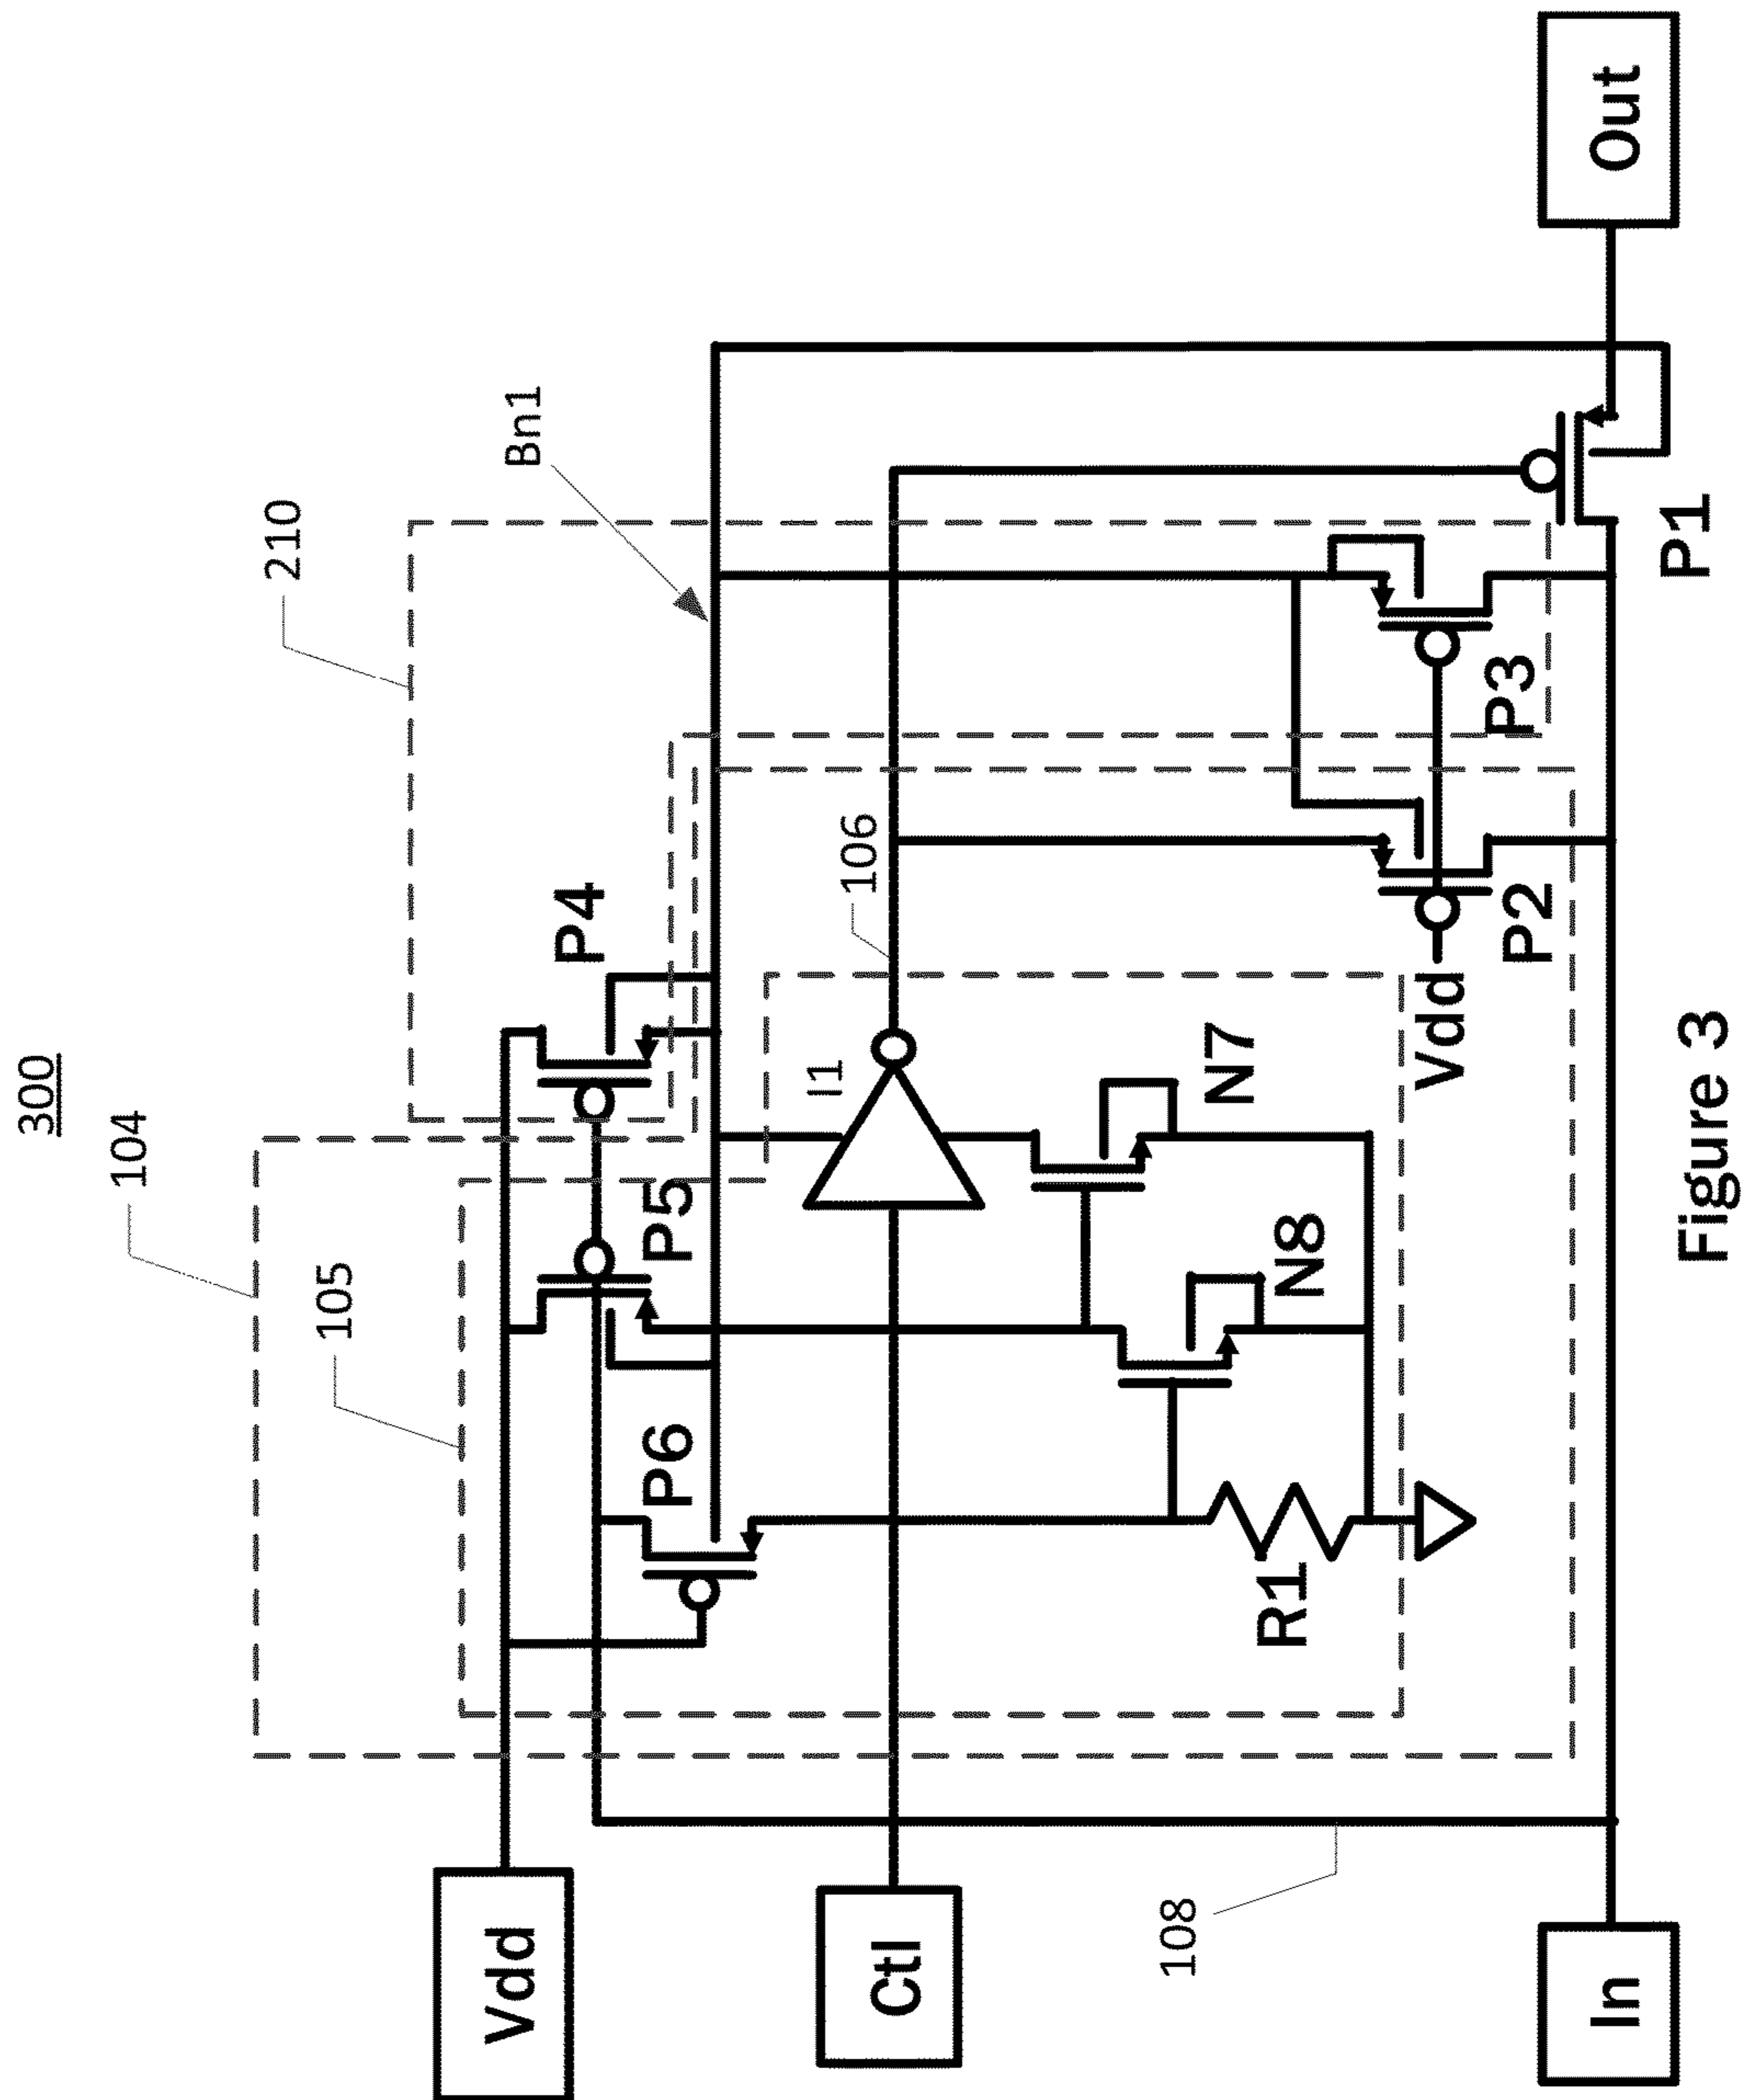 300
104
105
210
Bn1
Vdd
P6
P5
P4
Ctl
I1
106
N7
N8
R1
108
Vdd
P2
P3
P1
In
Out
Figure 3